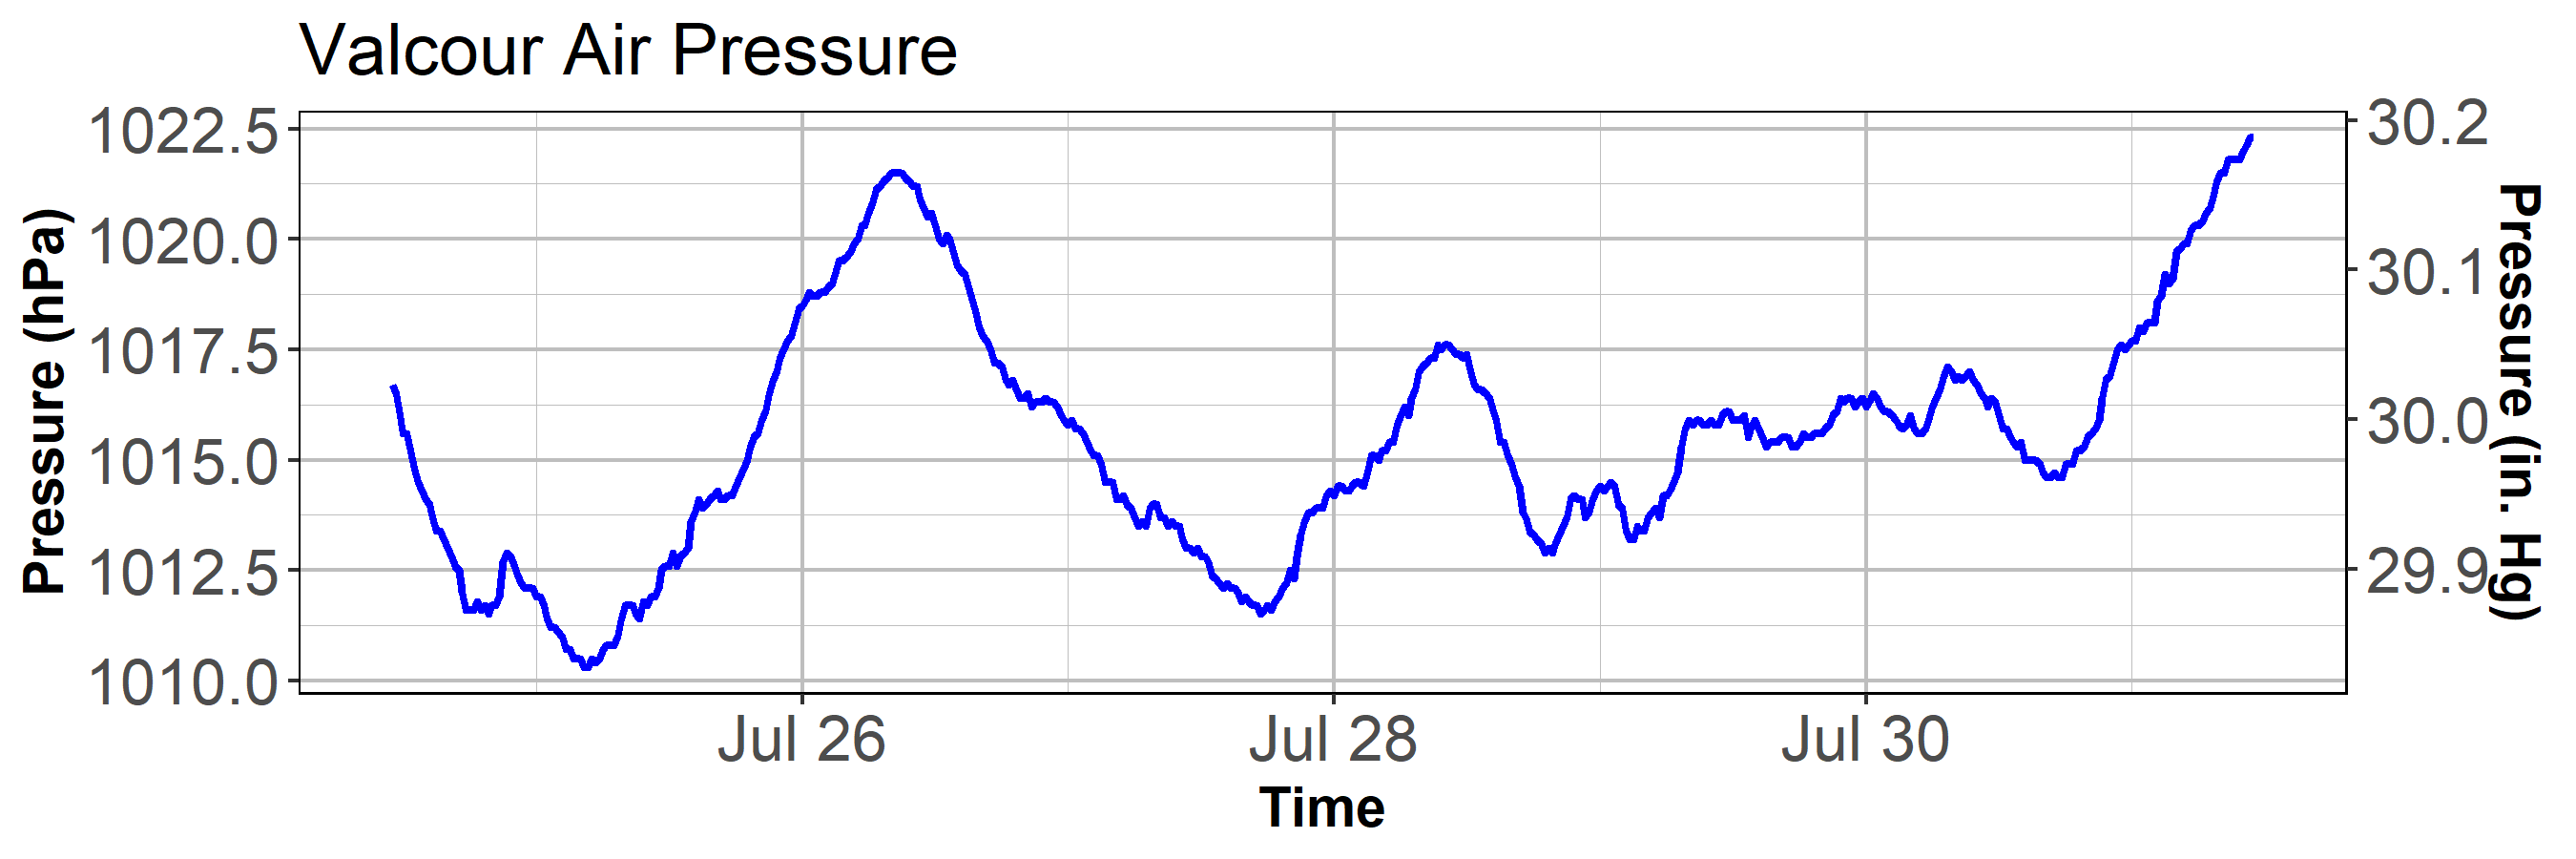 Valcour Air Pressure
Pressure (hPa)
1022.5
1020.0
1017.5
1015.0
1012.5
1010.0
30.2
30.1
30.0
29.9
Pressure (in. Hg)
Jul 26 Jul 28 Jul 30
Time